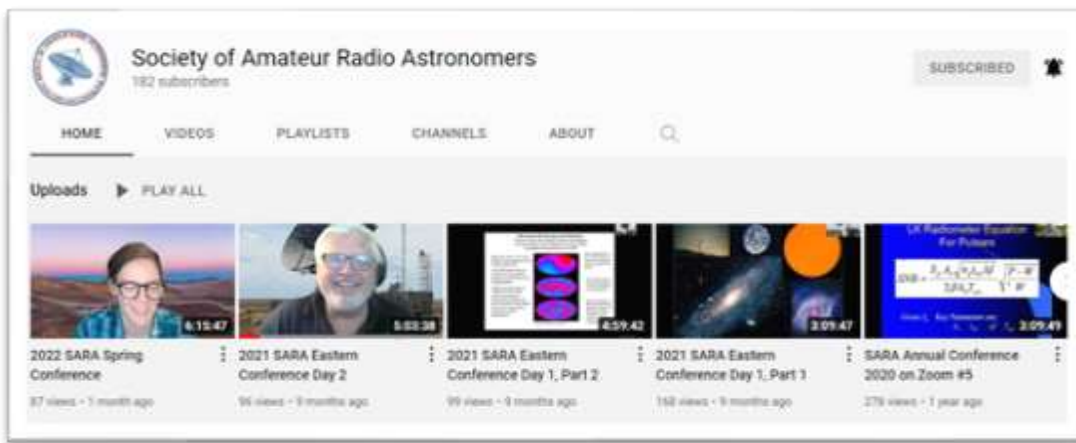 Society of Amateur Radio Astronomers
182 subscribers
SUBSCRIBED
HOME VIDEOS PLAYLISTS CHANNELS ABOUT
Uploads PLAY ALL
LX Radiometer Equation
For Pulsars
6:15:47 5:03:38 4:59:42 3:09:47 3:09:49
2022 SARA Spring
Conference
2021 SARA Eastern
Conference Day 2
2021 SARA Eastern
Conference Day 1, Part 2
2021 SARA Eastern
Conference Day 1, Part 1
SARA Annual Conference
2020 on Zoom #5
87 views • 1 month ago
96 views • 9 months ago
99 views • 9 months ago
168 views • 9 months ago
278 views • 1 year ago